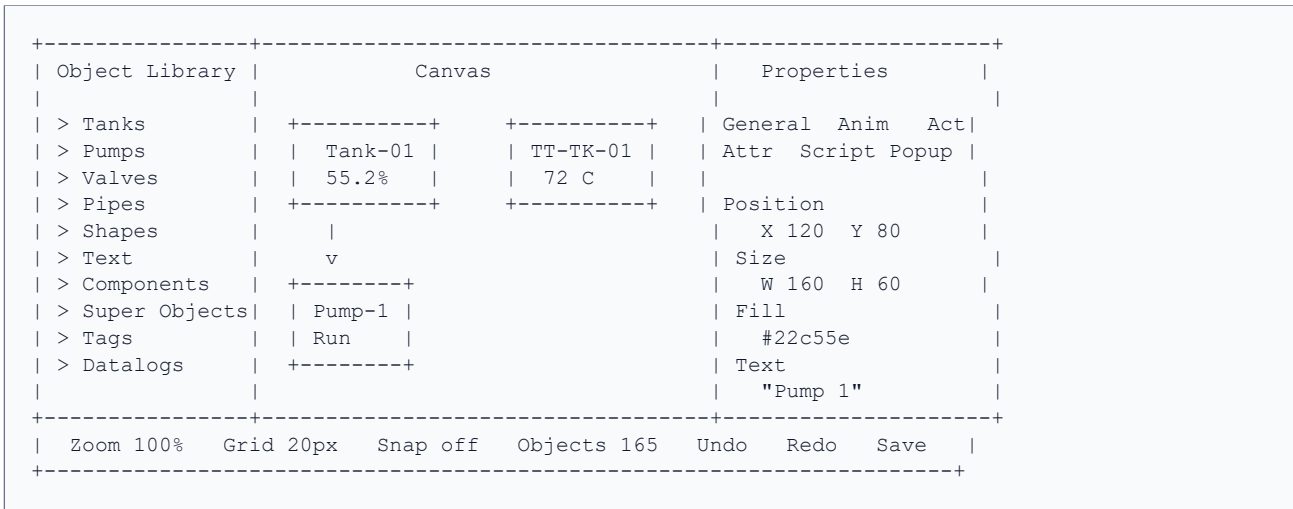 +----------------+-----------------------------------+---------------------+
| Object Library |            Canvas                 |   Properties       |
|                |                                   |                     |
| > Tanks        |  +----------+     +----------+   | General  Anim   Act|
| > Pumps        |  |  Tank-01 |     | TT-TK-01 |   | Attr  Script Popup |
| > Valves       |  |  55.2%   |     |  72 C    |   |                     |
| > Pipes        |  +----------+     +----------+   | Position            |
| > Shapes       |     |                             |   X 120  Y 80      |
| > Text         |     v                             | Size                |
| > Components   |  +--------+                       |   W 160  H 60      |
| > Super Objects|  | Pump-1 |                       | Fill                |
| > Tags         |  | Run    |                       |   #22c55e           |
| > Datalogs     |  +--------+                       | Text                |
|                |                                   |   "Pump 1"          |
+----------------+-----------------------------------+---------------------+
|  Zoom 100%   Grid 20px   Snap off   Objects 165   Undo   Redo   Save   |
+-----------------------------------------------------------------------+